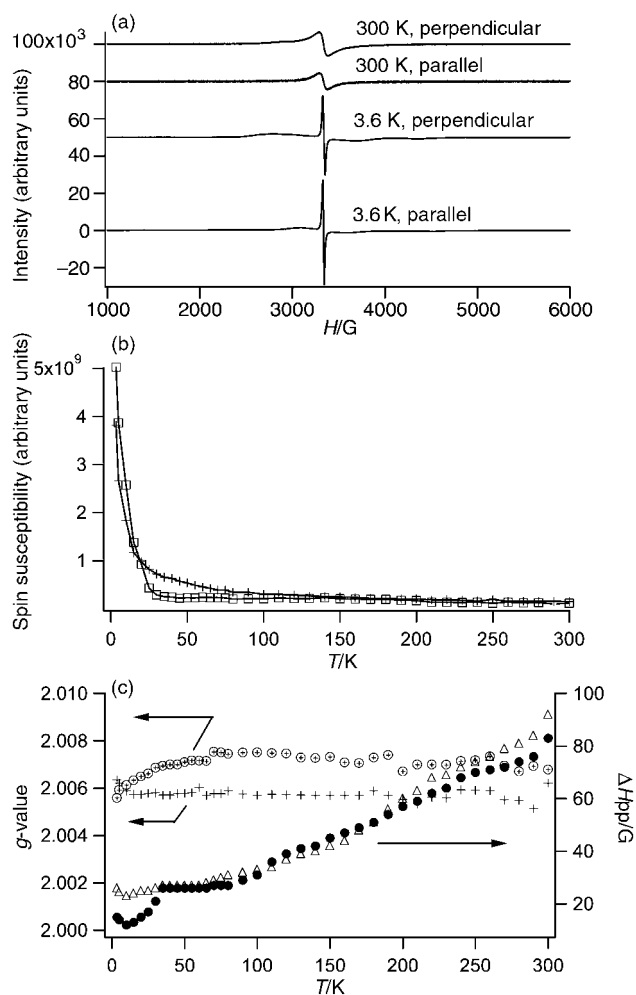 (a)
Intensity (arbitrary units)
100x10³
80
60
40
20
0
−20
300 K, perpendicular
300 K, parallel
3.6 K, perpendicular
3.6 K, parallel
1000 2000 3000 4000 5000 6000
H/G
(b)
Spin susceptibility (arbitrary units)
5x10⁹
4
3
2
1
0 50 100 150 200 250 300
T/K
(c)
g-value
2.010
2.008
2.006
2.004
2.002
2.000
100
80
60
40
20
ΔHpp/G
0 50 100 150 200 250 300
T/K